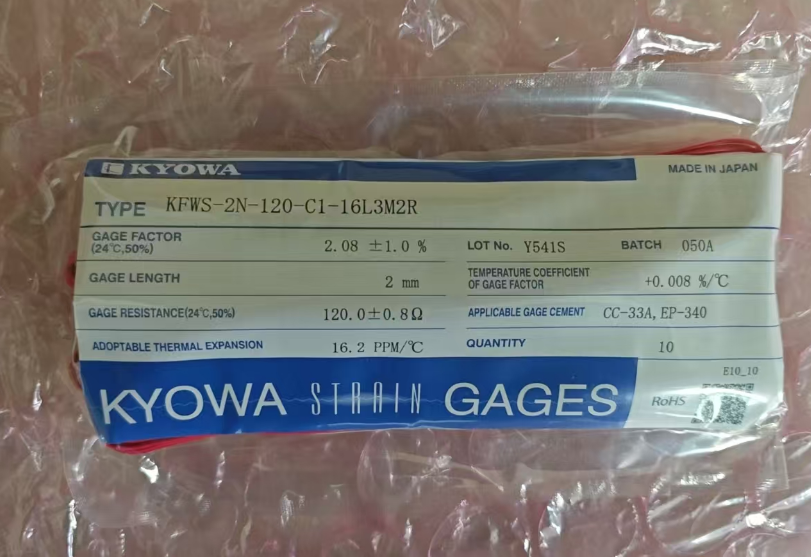 KYOWA
MADE IN JAPAN
TYPE KFWS-2N-120-C1-16L3M2R
GAGE FACTOR
(24℃,50%) 2.08 ±1.0 %
LOT No. Y541S BATCH 050A
GAGE LENGTH 2 mm
TEMPERATURE COEFFICIENT
OF GAGE FACTOR +0.008 %/℃
GAGE RESISTANCE(24℃,50%) 120.0±0.8Ω
APPLICABLE GAGE CEMENT CC-33A, EP-340
ADOPTABLE THERMAL EXPANSION 16.2 PPM/℃
QUANTITY 10
E10_10
KYOWA STRAIN GAGES
RoHS